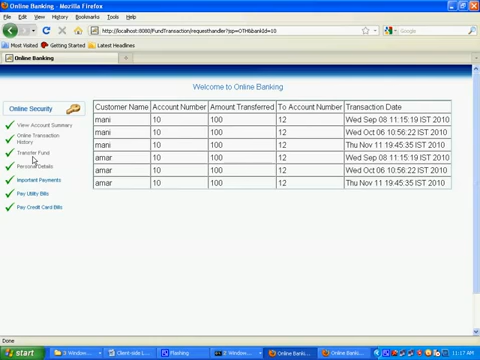 Online Banking - Mozilla Firefox
File Edit View History Bookmarks Tools Help
http://localhost:8080/FundTransaction/requesthandler?jsp=OTH&bankId=10
Google
Most Visited Getting Started Latest Headlines
Online Banking
Welcome to Online Banking
Online Security
View Account Summary
Online Transaction
History
Transfer Fund
Personal Details
Important Payments
Pay Utility Bills
Pay Credit Card Bills
Customer Name Account Number Amount Transferred To Account Number Transaction Date
mani 10 100 12 Wed Sep 08 11:15:19 IST 2010
mani 10 100 12 Wed Oct 06 10:56:22 IST 2010
mani 10 100 12 Thu Nov 11 19:45:35 IST 2010
amar 10 100 12 Wed Sep 08 11:15:19 IST 2010
amar 10 100 12 Wed Oct 06 10:56:22 IST 2010
amar 10 100 12 Thu Nov 11 19:45:35 IST 2010
Done
start 3 Window... Client-side L... Flashing 2 Window... Online Banki... Online Banki... 11:17 AM